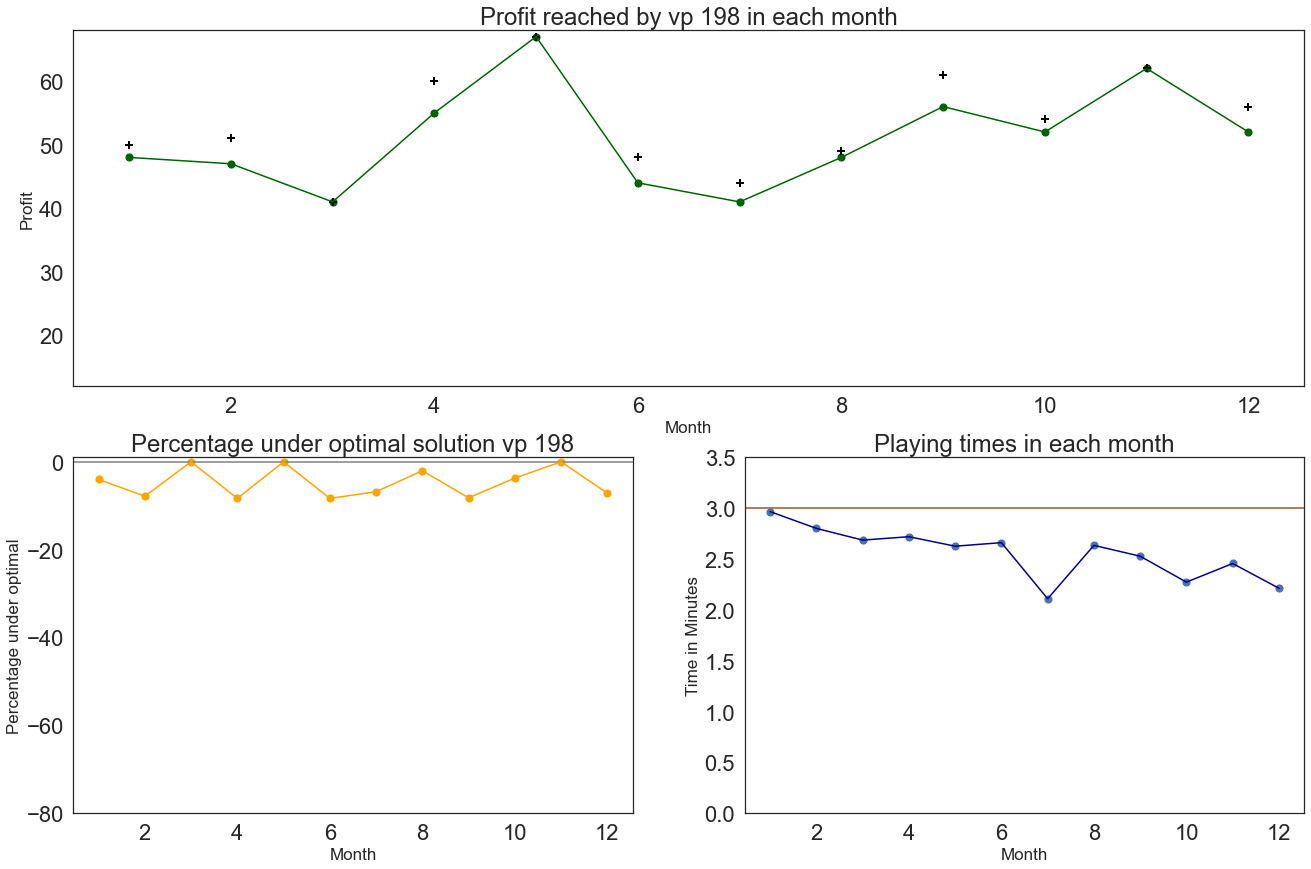 Profit reached by vp 198 in each month
Profit
60
50
40
30
20
2 4 6 8 10 12
Month
Percentage under optimal solution vp 198
Percentage under optimal
0
−20
−40
−60
−80
2 4 6 8 10 12
Month
Playing times in each month
Time in Minutes
3.5
3.0
2.5
2.0
1.5
1.0
0.5
0.0
2 4 6 8 10 12
Month